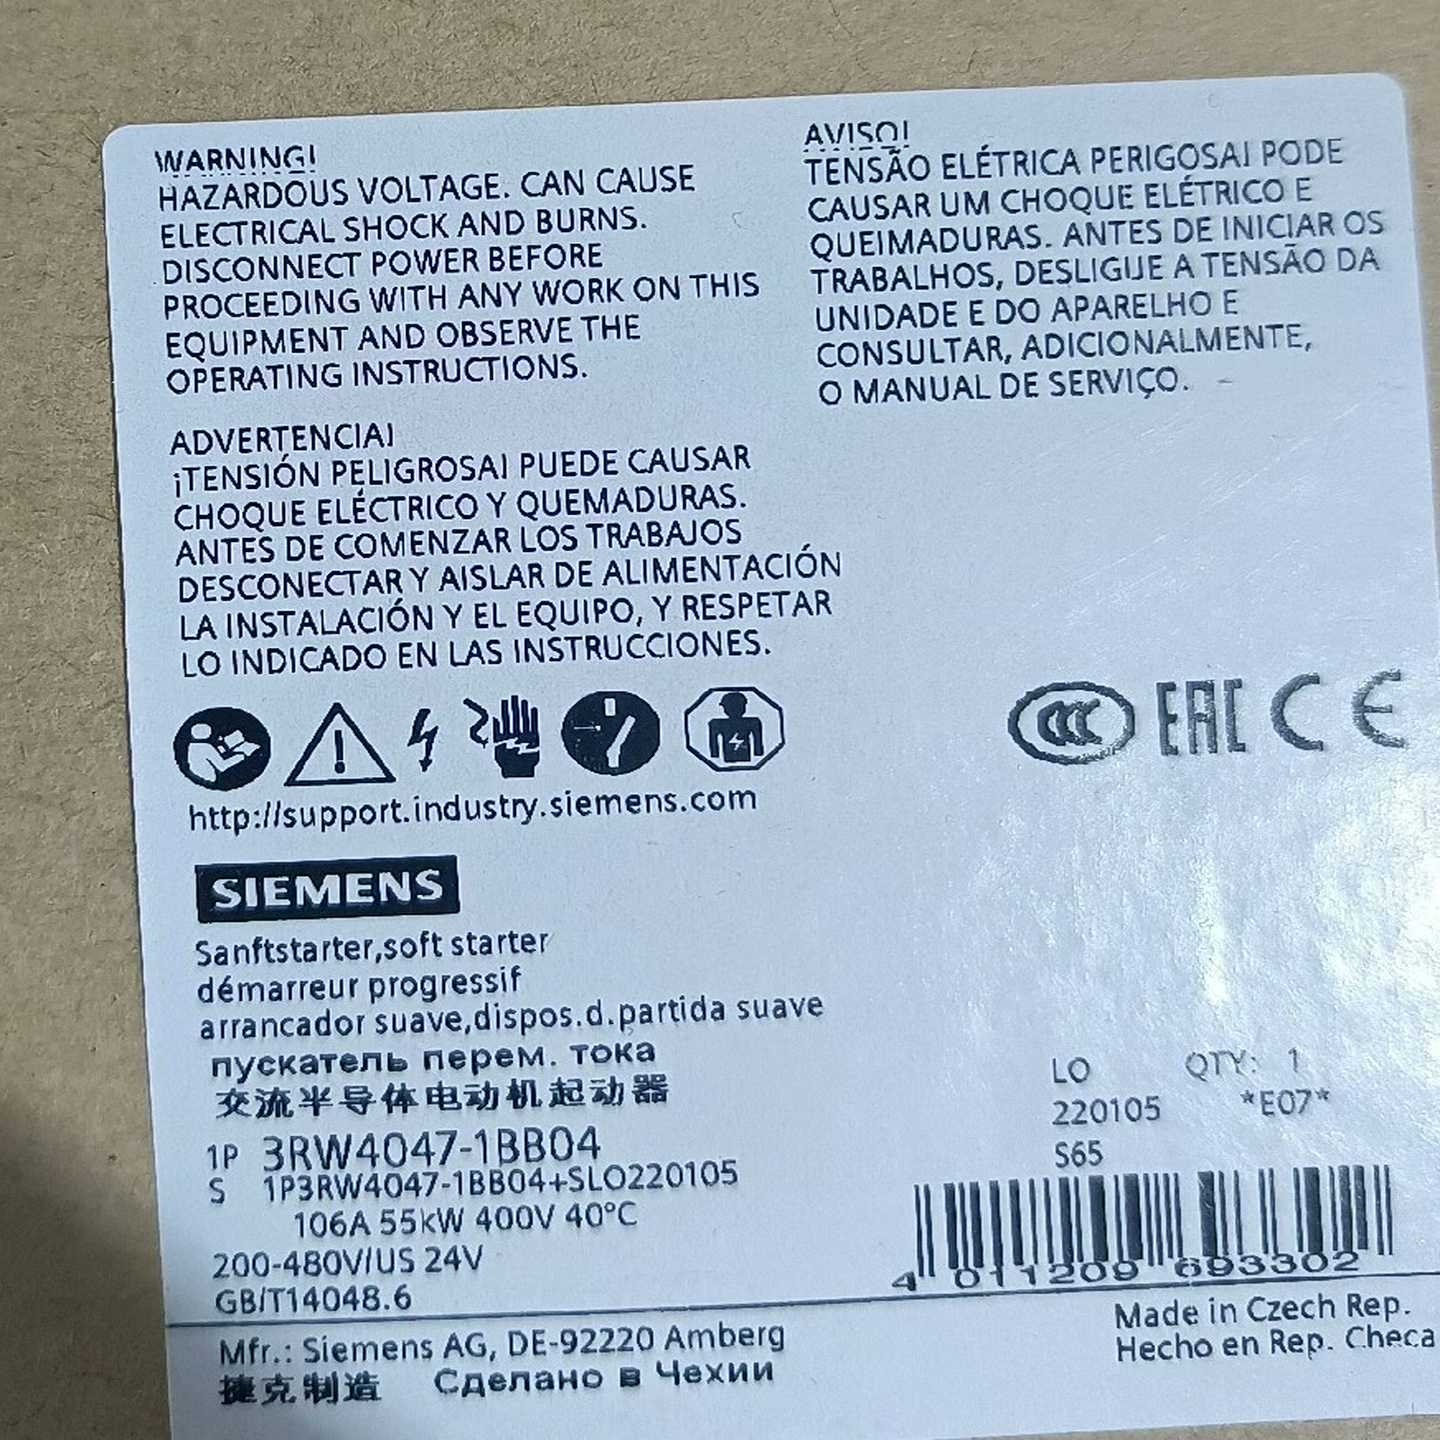 WARNING!
HAZARDOUS VOLTAGE. CAN CAUSE
ELECTRICAL SHOCK AND BURNS.
DISCONNECT POWER BEFORE
PROCEEDING WITH ANY WORK ON THIS
EQUIPMENT AND OBSERVE THE
OPERATING INSTRUCTIONS.
AVISO!
TENSÃO ELÉTRICA PERIGOSA! PODE
CAUSAR UM CHOQUE ELÉTRICO E
QUEIMADURAS. ANTES DE INICIAR OS
TRABALHOS, DESLIGUE A TENSÃO DA
UNIDADE E DO APARELHO E
CONSULTAR, ADICIONALMENTE,
O MANUAL DE SERVIÇO.
ADVERTENCIA!
¡TENSIÓN PELIGROSA! PUEDE CAUSAR
CHOQUE ELÉCTRICO Y QUEMADURAS.
ANTES DE COMENZAR LOS TRABAJOS
DESCONECTAR Y AISLAR DE ALIMENTACIÓN
LA INSTALACIÓN Y EL EQUIPO, Y RESPETAR
LO INDICADO EN LAS INSTRUCCIONES.
CCC EAC CE
http://support.industry.siemens.com
SIEMENS
Sanftstarter,soft starter
démarreur progressif
arrancador suave,dispos.d.partida suave
пускатель перем. тока
交流半导体电动机起动器
LO QTY: 1
220105 *E07*
S65
1P 3RW4047-1BB04
S 1P3RW4047-1BB04+SLO220105
106A 55kW 400V 40°C
200-480V/US 24V
GB/T14048.6
4 011209 693302
Mfr.: Siemens AG, DE-92220 Amberg
捷克制造 Сделано в Чехии
Made in Czech Rep.
Hecho en Rep. Checa